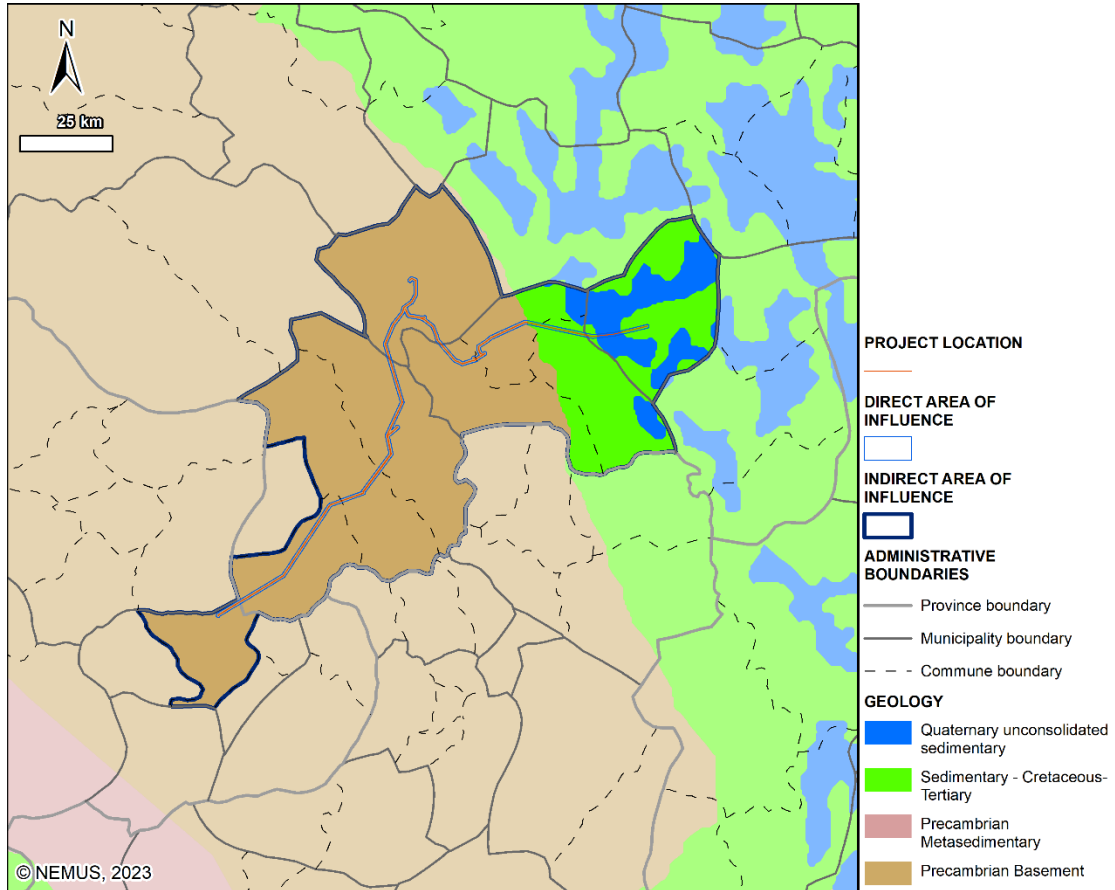 N
25 km
© NEMUS, 2023
PROJECT LOCATION
DIRECT AREA OF
INFLUENCE
INDIRECT AREA OF
INFLUENCE
ADMINISTRATIVE
BOUNDARIES
Province boundary
Municipality boundary
Commune boundary
GEOLOGY
Quaternary unconsolidated
sedimentary
Sedimentary - Cretaceous-
Tertiary
Precambrian
Metasedimentary
Precambrian Basement